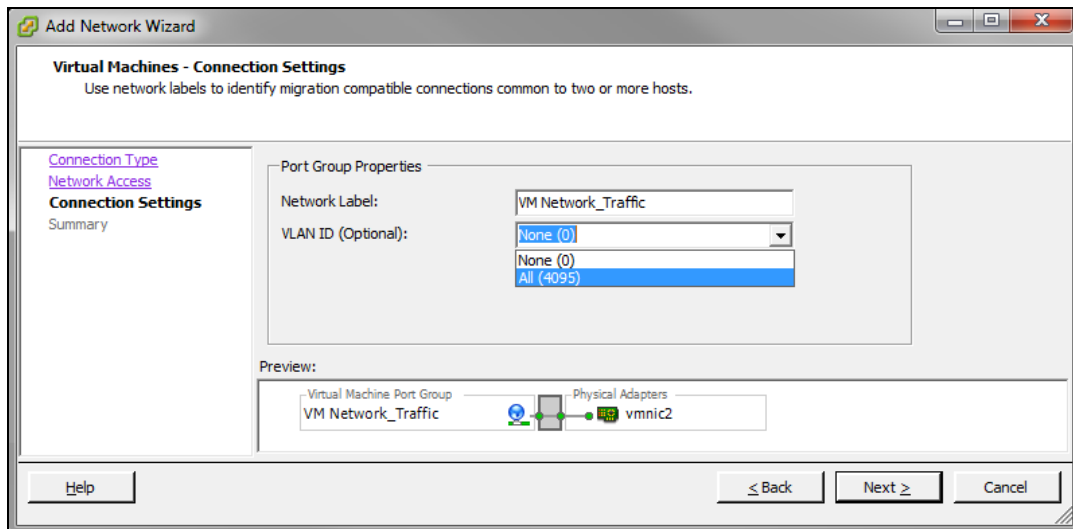 Add Network Wizard
Virtual Machines - Connection Settings
Use network labels to identify migration compatible connections common to two or more hosts.
Connection Type
Network Access
Connection Settings
Summary
Port Group Properties
Network Label:
VM Network_Traffic
VLAN ID (Optional):
None (0)
None (0)
All (4095)
Preview:
Virtual Machine Port Group
VM Network_Traffic
Physical Adapters
vmnic2
Help
< Back
Next >
Cancel